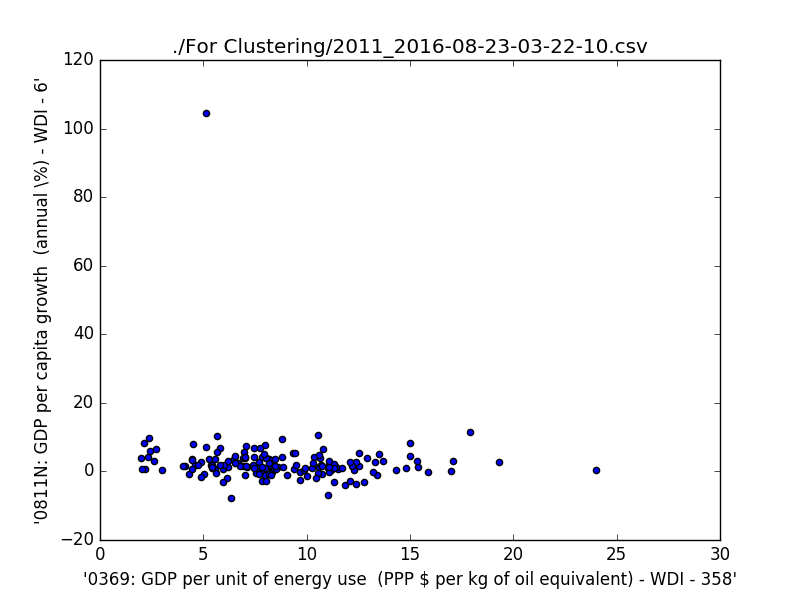 ./For Clustering/2011_2016-08-23-03-22-10.csv
120
100
80
60
40
20
0
−20
'0811N: GDP per capita growth (annual \%) - WDI - 6'
0 5 10 15 20 25 30
'0369: GDP per unit of energy use (PPP $ per kg of oil equivalent) - WDI - 358'